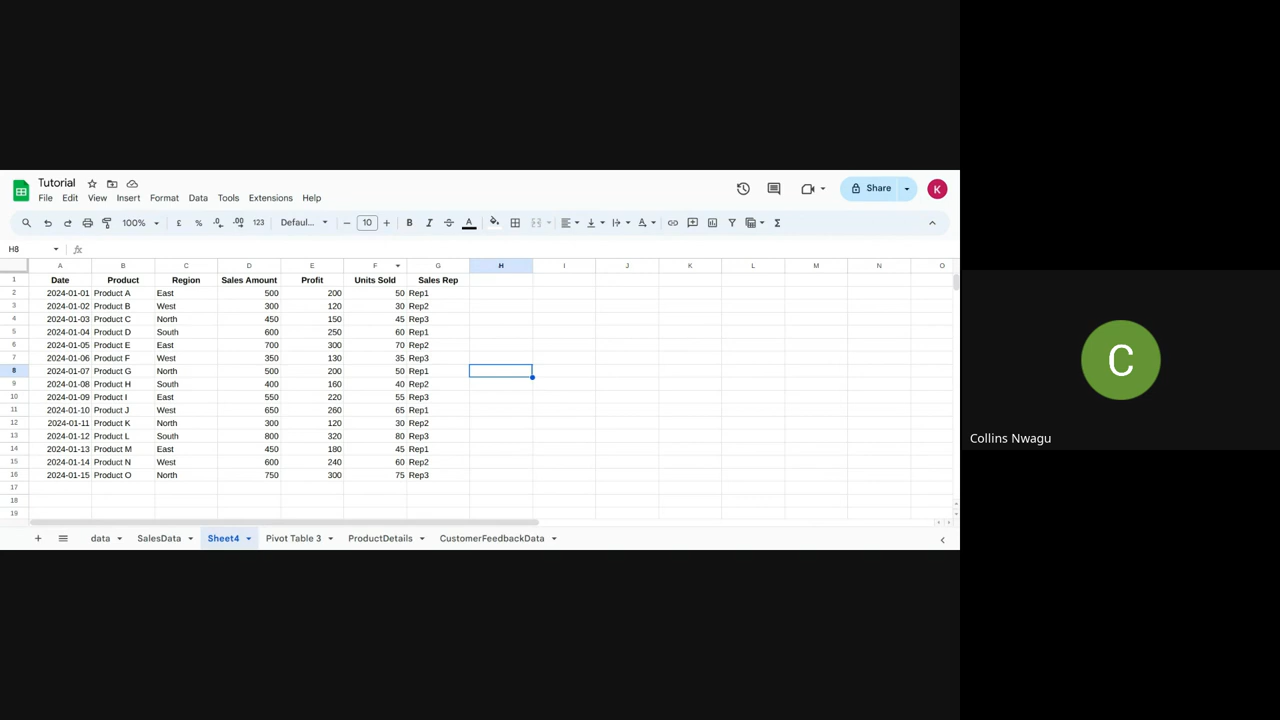 Tutorial
File Edit View Insert Format Data Tools Extensions Help
Share
K
100% £ % .0 .00 123 Defaul... − 10 + B I S A Σ
H8 fx
A B C D E F G H I J K L M N O
1 Date Product Region Sales Amount Profit Units Sold Sales Rep
2 2024-01-01 Product A East 500 200 50 Rep1
3 2024-01-02 Product B West 300 120 30 Rep2
4 2024-01-03 Product C North 450 150 45 Rep3
5 2024-01-04 Product D South 600 250 60 Rep1
6 2024-01-05 Product E East 700 300 70 Rep2
7 2024-01-06 Product F West 350 130 35 Rep3
8 2024-01-07 Product G North 500 200 50 Rep1
9 2024-01-08 Product H South 400 160 40 Rep2
10 2024-01-09 Product I East 550 220 55 Rep3
11 2024-01-10 Product J West 650 260 65 Rep1
12 2024-01-11 Product K North 300 120 30 Rep2
13 2024-01-12 Product L South 800 320 80 Rep3
14 2024-01-13 Product M East 450 180 45 Rep1
15 2024-01-14 Product N West 600 240 60 Rep2
16 2024-01-15 Product O North 750 300 75 Rep3
17
18
19
+ data SalesData Sheet4 Pivot Table 3 ProductDetails CustomerFeedbackData
C
Collins Nwagu